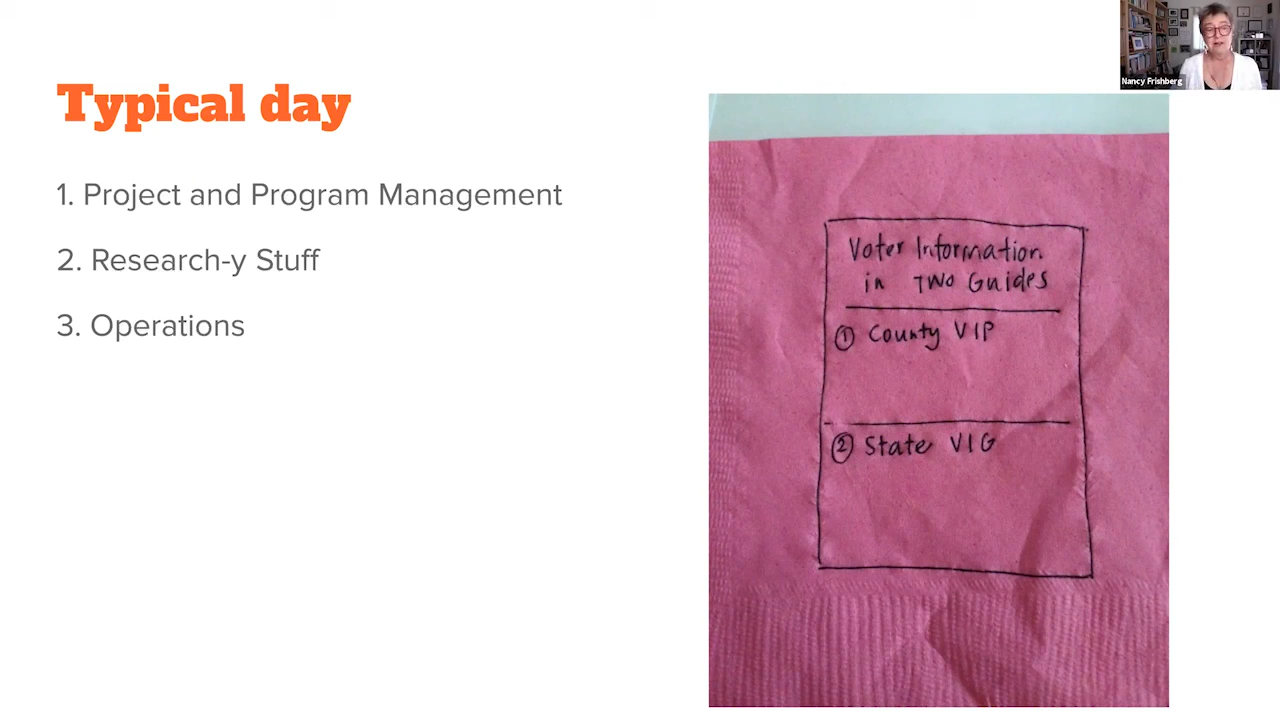 Typical day
1. Project and Program Management
2. Research-y Stuff
3. Operations
Nancy Frishberg
Voter Information
in TWO Guides
① County VIP
② State VIG